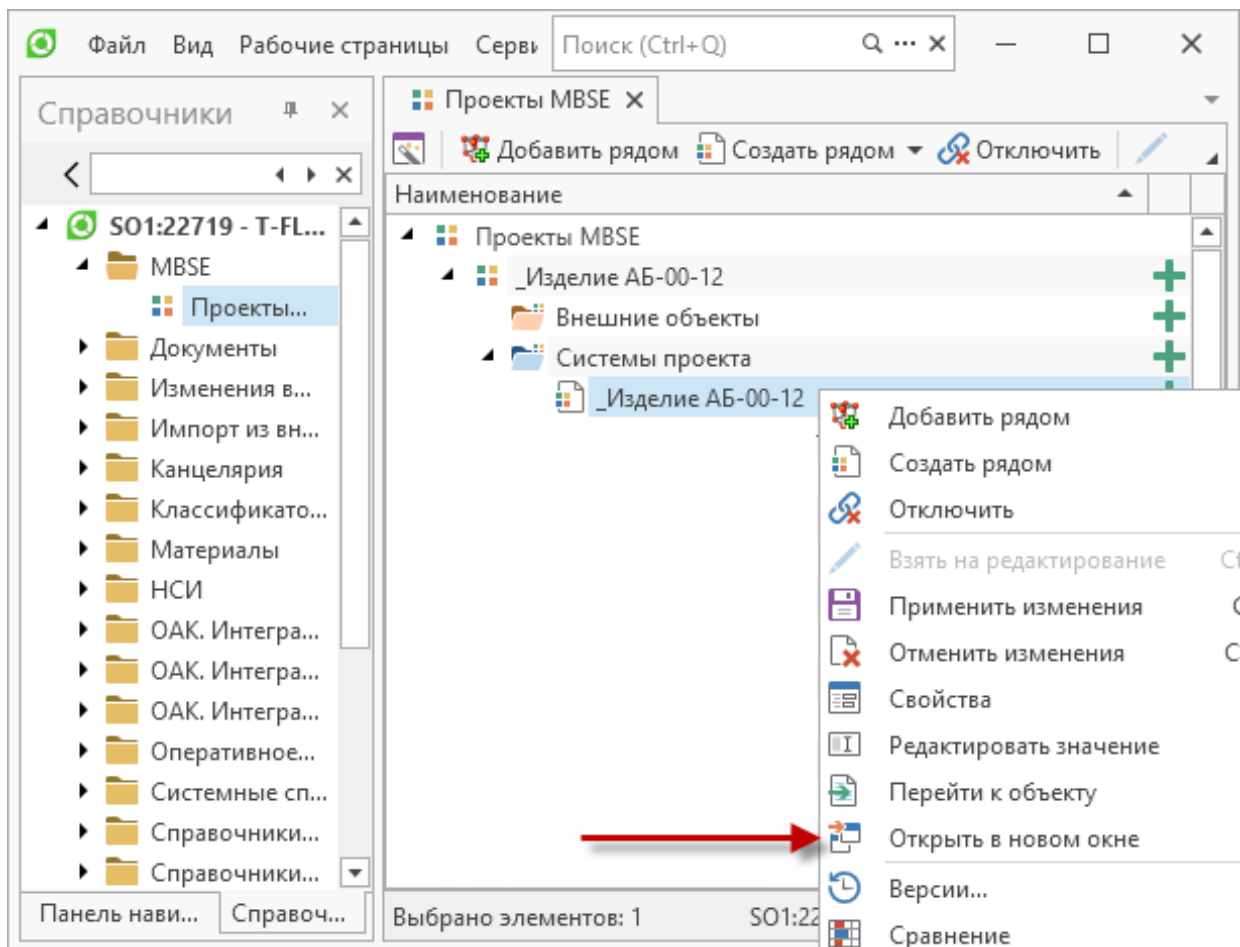 Файл Вид Рабочие страницы Серви Поиск (Ctrl+Q)
Справочники
SO1:22719 - T-FL...
MBSE
Проекты...
Документы
Изменения в...
Импорт из вн...
Канцелярия
Классификато...
Материалы
НСИ
ОАК. Интегра...
ОАК. Интегра...
ОАК. Интегра...
Оперативное...
Системные сп...
Справочники...
Справочники...
Панель нави... Справоч...
Проекты MBSE
Добавить рядом Создать рядом Отключить
Наименование
Проекты MBSE
_Изделие АБ-00-12
Внешние объекты
Системы проекта
_Изделие АБ-00-12
Добавить рядом
Создать рядом
Отключить
Взять на редактирование Ct
Применить изменения C
Отменить изменения C
Свойства
Редактировать значение
Перейти к объекту
Открыть в новом окне
Версии...
Сравнение
Выбрано элементов: 1 SO1:22